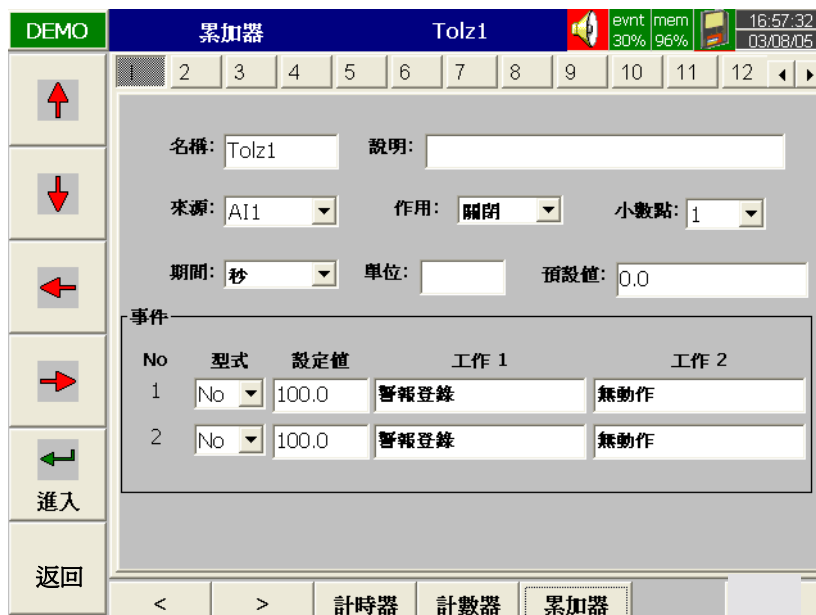 DEMO 累加器 Tolz1 evnt 30% mem 96% 16:57:32 03/08/05
1 2 3 4 5 6 7 8 9 10 11 12
名稱: Tolz1 說明:
來源: AI1 作用: 關閉 小數點: 1
期間: 秒 單位: 預設值: 0.0
事件
No 型式 設定值 工作 1 工作 2
1 No 100.0 警報登錄 無動作
2 No 100.0 警報登錄 無動作
進入
返回
< > 計時器 計數器 累加器